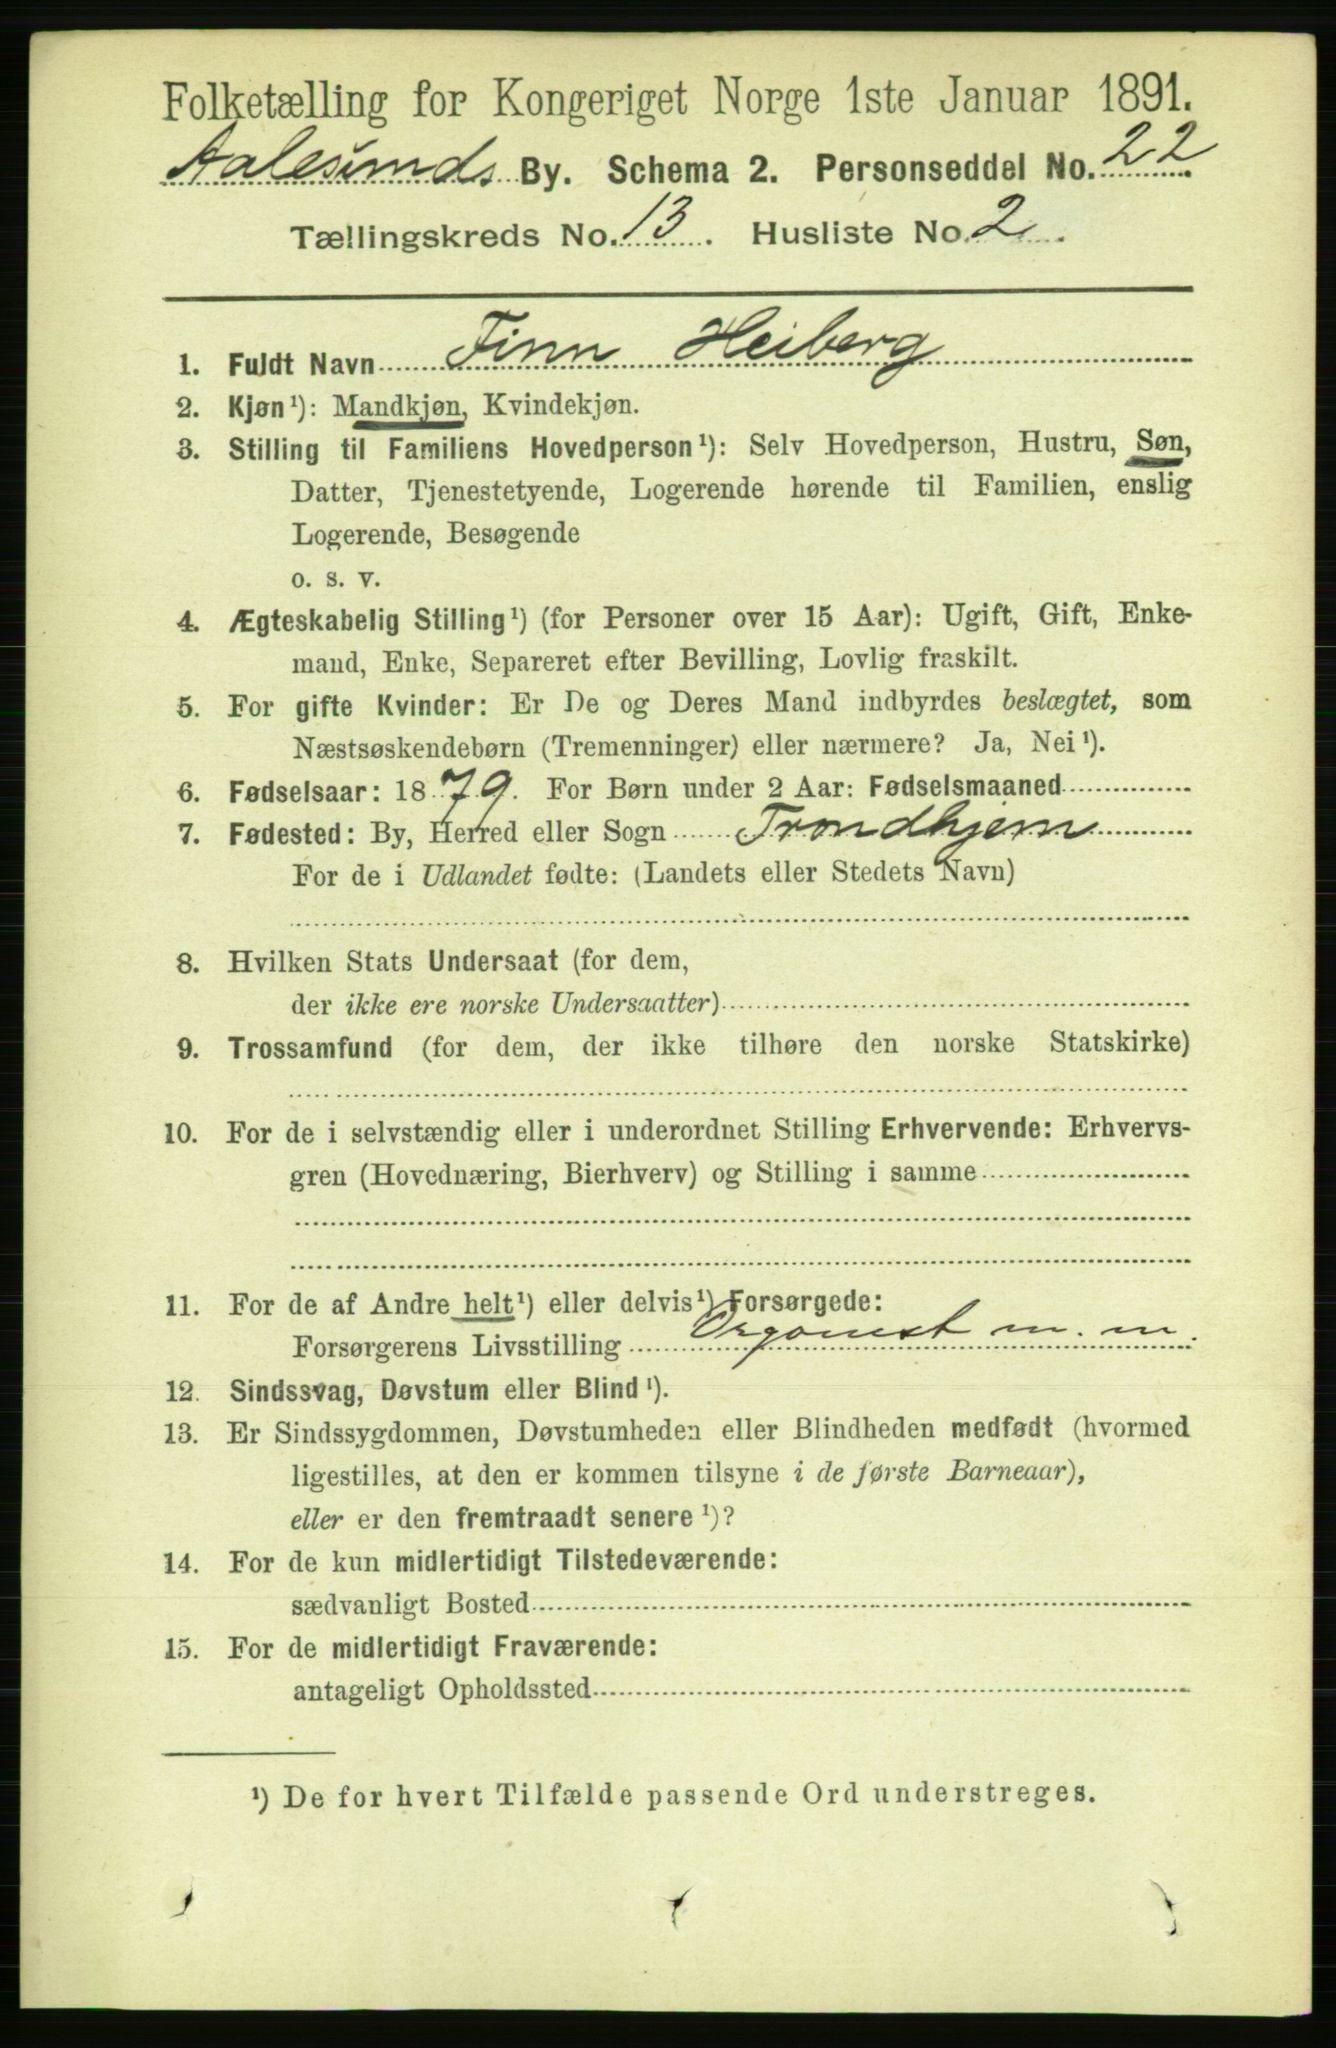 Folketælling for Kongeriget Norge 1ste Januar 1891.
Aalesunds By. Schema 2. Personseddel No. 22
Tællingskreds No. 13. Husliste No. 2.
1. Fuldt Navn Finn Heiberg
2. Kjøn¹): Mandkjøn, Kvindekjøn.
3. Stilling til Familiens Hovedperson¹): Selv Hovedperson, Hustru, Søn,
Datter, Tjenestetyende, Logerende hørende til Familien, enslig
Logerende, Besøgende
o. s. v.
4. Ægteskabelig Stilling¹) (for Personer over 15 Aar): Ugift, Gift, Enke-
mand, Enke, Separeret efter Bevilling, Lovlig fraskilt.
5. For gifte Kvinder: Er De og Deres Mand indbyrdes beslægtet, som
Næstsøskendebørn (Tremenninger) eller nærmere? Ja, Nei¹).
6. Fødselsaar: 1879. For Børn under 2 Aar: Fødselsmaaned
7. Fødested: By, Herred eller Sogn Trondhjem
For de i Udlandet fødte: (Landets eller Stedets Navn)
8. Hvilken Stats Undersaat (for dem,
der ikke ere norske Undersaatter)
9. Trossamfund (for dem, der ikke tilhøre den norske Statskirke)
10. For de i selvstændig eller i underordnet Stilling Erhvervende: Erhvervs-
gren (Hovednæring, Bierhverv) og Stilling i samme
11. For de af Andre helt¹) eller delvis¹) Forsørgede:
Forsørgerens Livsstilling Organist m. m.
12. Sindssvag, Døvstum eller Blind¹).
13. Er Sindssygdommen, Døvstumheden eller Blindheden medfødt (hvormed
ligestilles, at den er kommen tilsyne i de første Barneaar),
eller er den fremtraadt senere¹)?
14. For de kun midlertidigt Tilstedeværende:
sædvanligt Bosted
15. For de midlertidigt Fraværende:
antageligt Opholdssted
¹) De for hvert Tilfælde passende Ord understreges.